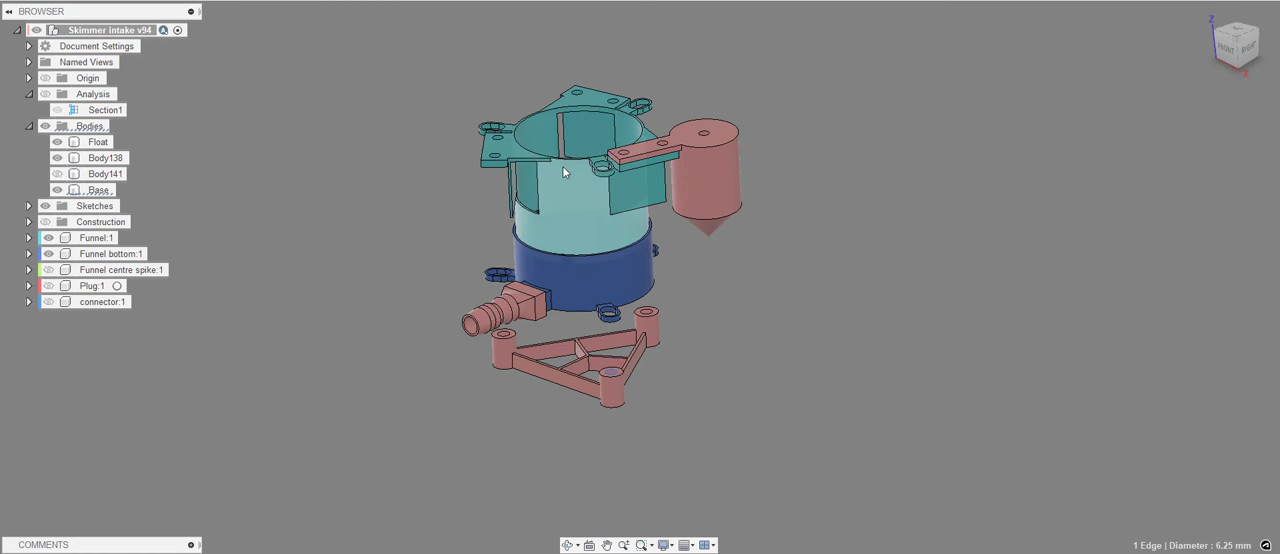 BROWSER
Skimmer intake v94
Document Settings
Named Views
Origin
Analysis
Section1
Bodies
Float
Body138
Body141
Base
Sketches
Construction
Funnel:1
Funnel bottom:1
Funnel centre spike:1
Plug:1
connector:1
Z
FRONT
RIGHT
X
COMMENTS
1 Edge | Diameter : 6.25 mm